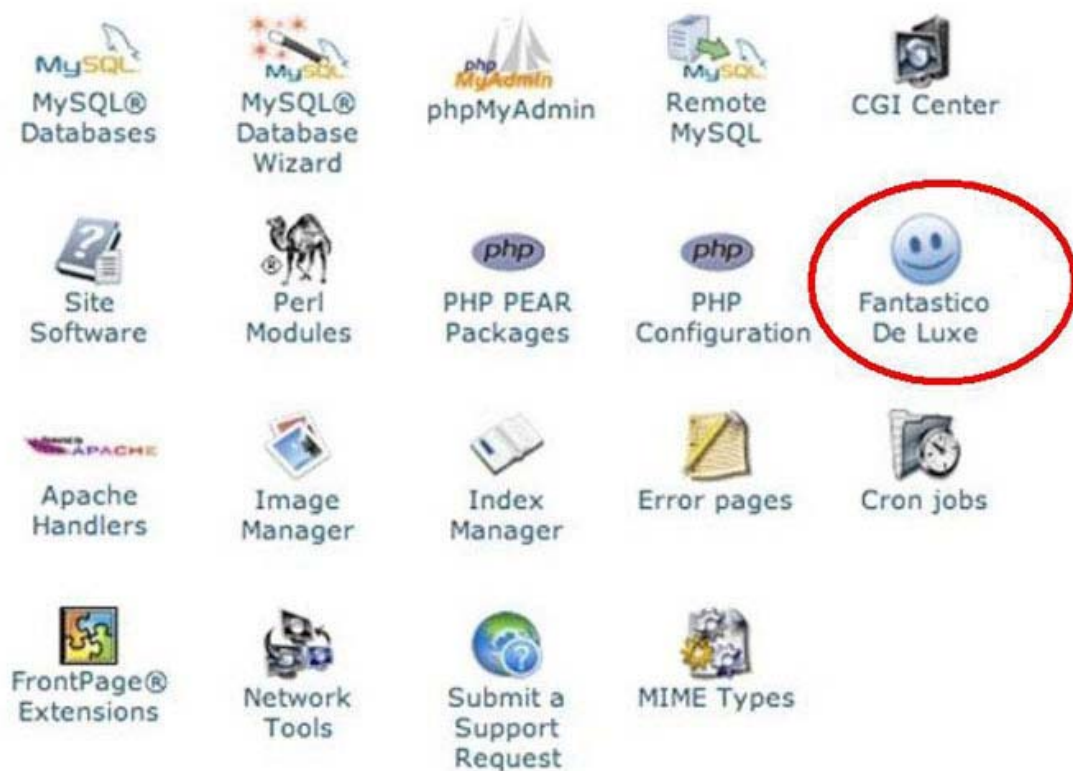 MySQL
MySQL
php
MyAdmin
MySQL
MySQL®
Databases
MySQL®
Database
Wizard
phpMyAdmin
Remote
MySQL
CGI Center
?
php
php
®
Site
Software
Perl
Modules
PHP PEAR
Packages
PHP
Configuration
Fantastico
De Luxe
APACHE
Apache
Handlers
Image
Manager
Index
Manager
Error pages
Cron jobs
?
FrontPage®
Extensions
Network
Tools
Submit a
Support
Request
MIME Types